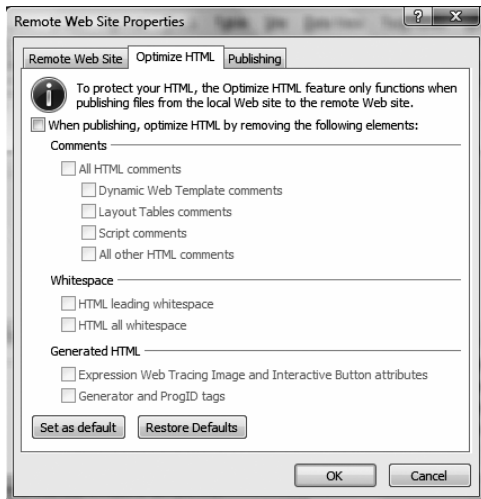 Remote Web Site Properties
Remote Web Site Optimize HTML Publishing
To protect your HTML, the Optimize HTML feature only functions when
publishing files from the local Web site to the remote Web site.
When publishing, optimize HTML by removing the following elements:
Comments
All HTML comments
Dynamic Web Template comments
Layout Tables comments
Script comments
All other HTML comments
Whitespace
HTML leading whitespace
HTML all whitespace
Generated HTML
Expression Web Tracing Image and Interactive Button attributes
Generator and ProgID tags
Set as default Restore Defaults
OK Cancel